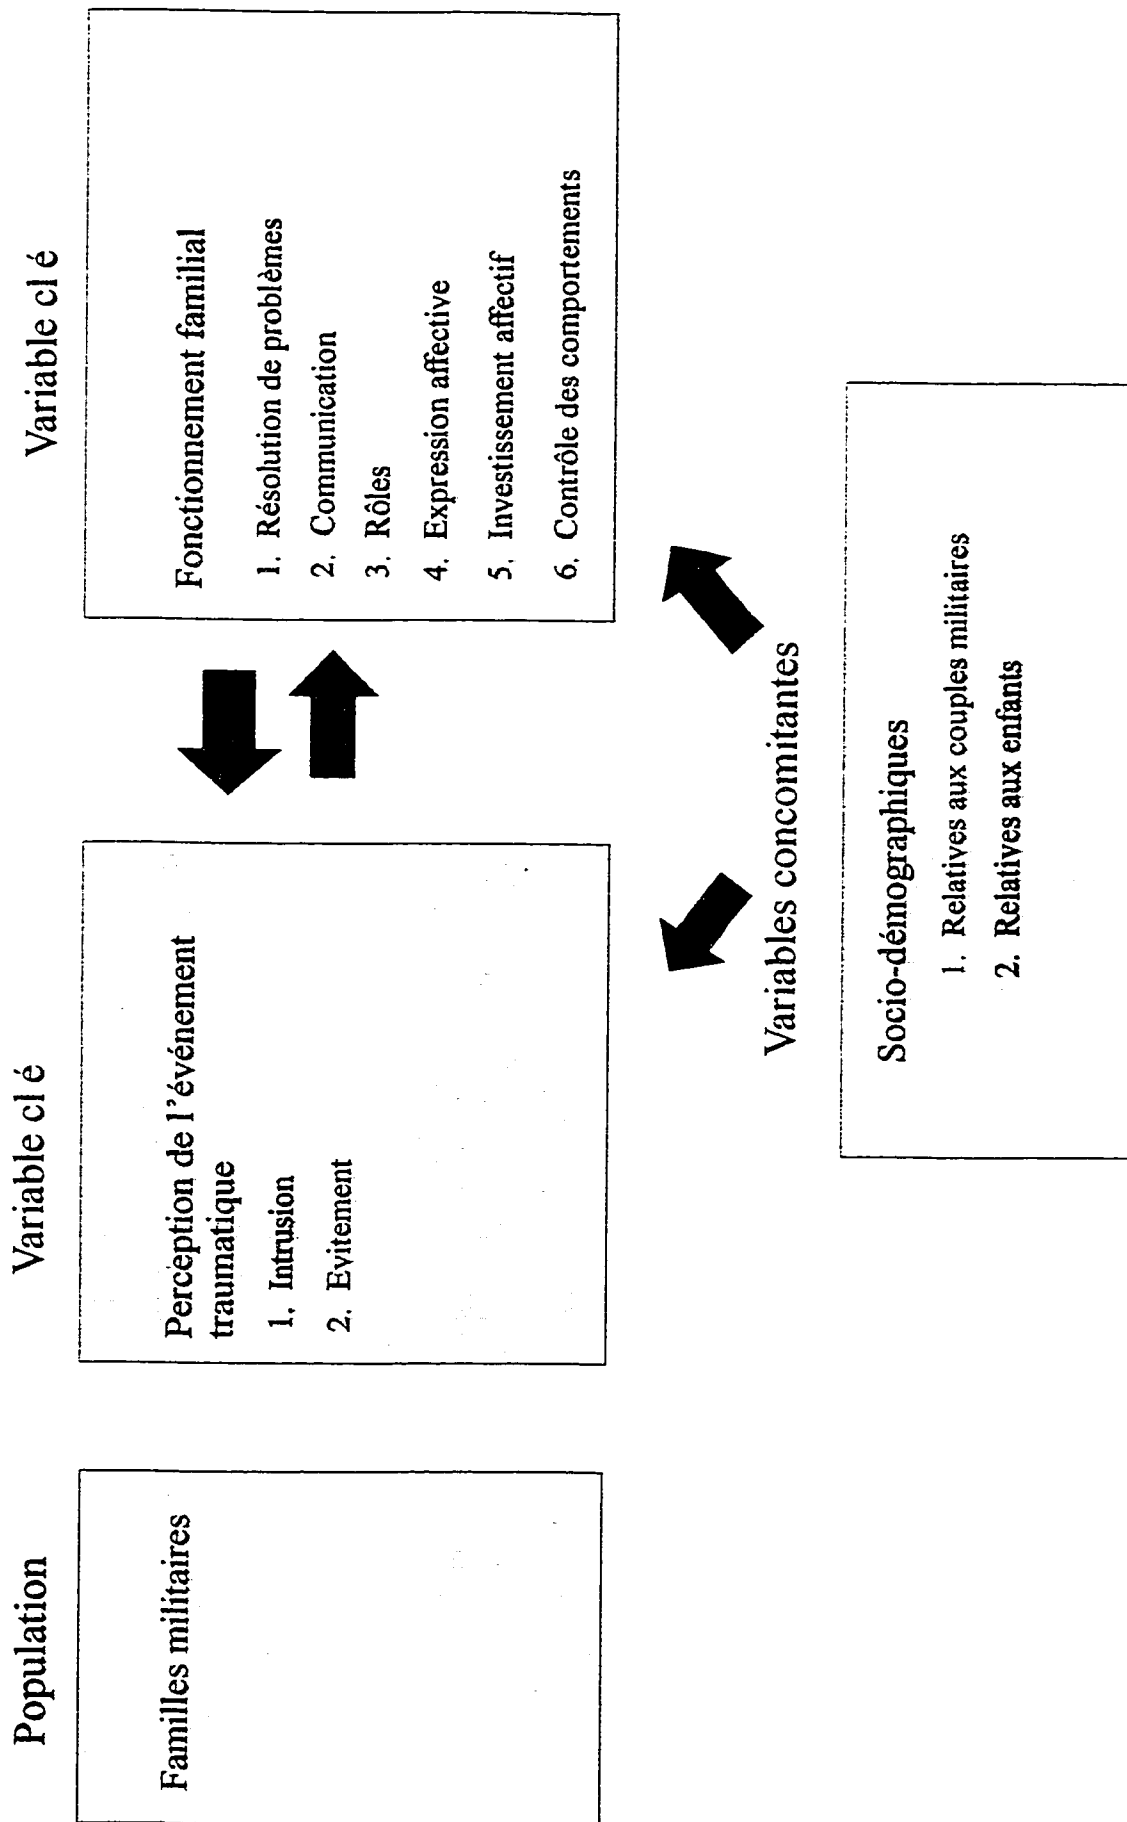 Population
Familles militaires
Variable clé
Perception de l'événement
traumatique
1. Intrusion
2. Evitement
Variable clé
Fonctionnement familial
1. Résolution de problèmes
2. Communication
3. Rôles
4. Expression affective
5. Investissement affectif
6. Contrôle des comportements
Variables concomitantes
Socio-démographiques
1. Relatives aux couples militaires
2. Relatives aux enfants